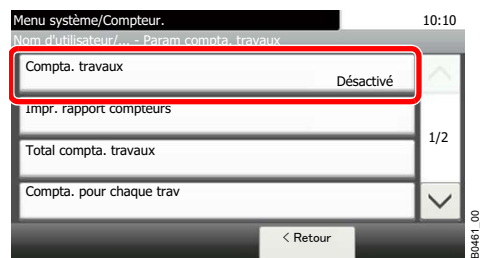 Menu système/Compteur.
10:10
Nom d'utilisateur/... - Param compta. travaux
Compta. travaux
Désactivé
Impr. rapport compteurs
1/2
Total compta. travaux
Compta. pour chaque trav
< Retour
B0461_00